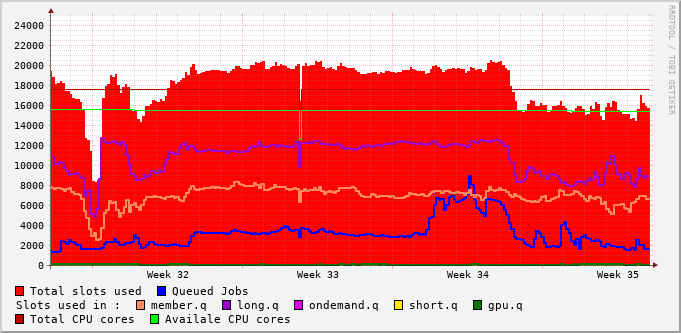 24000
22000
20000
18000
16000
14000
12000
10000
8000
6000
4000
2000
0
Week 32 Week 33 Week 34 Week 35
Total slots used Queued Jobs
Slots used in : member.q long.q ondemand.q short.q gpu.q
Total CPU cores Availale CPU cores
RRDTOOL / TOBI OETIKER